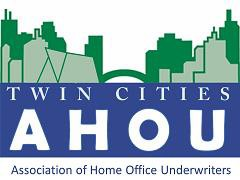 TWIN CITIES
AHOU
Association of Home Office Underwriters